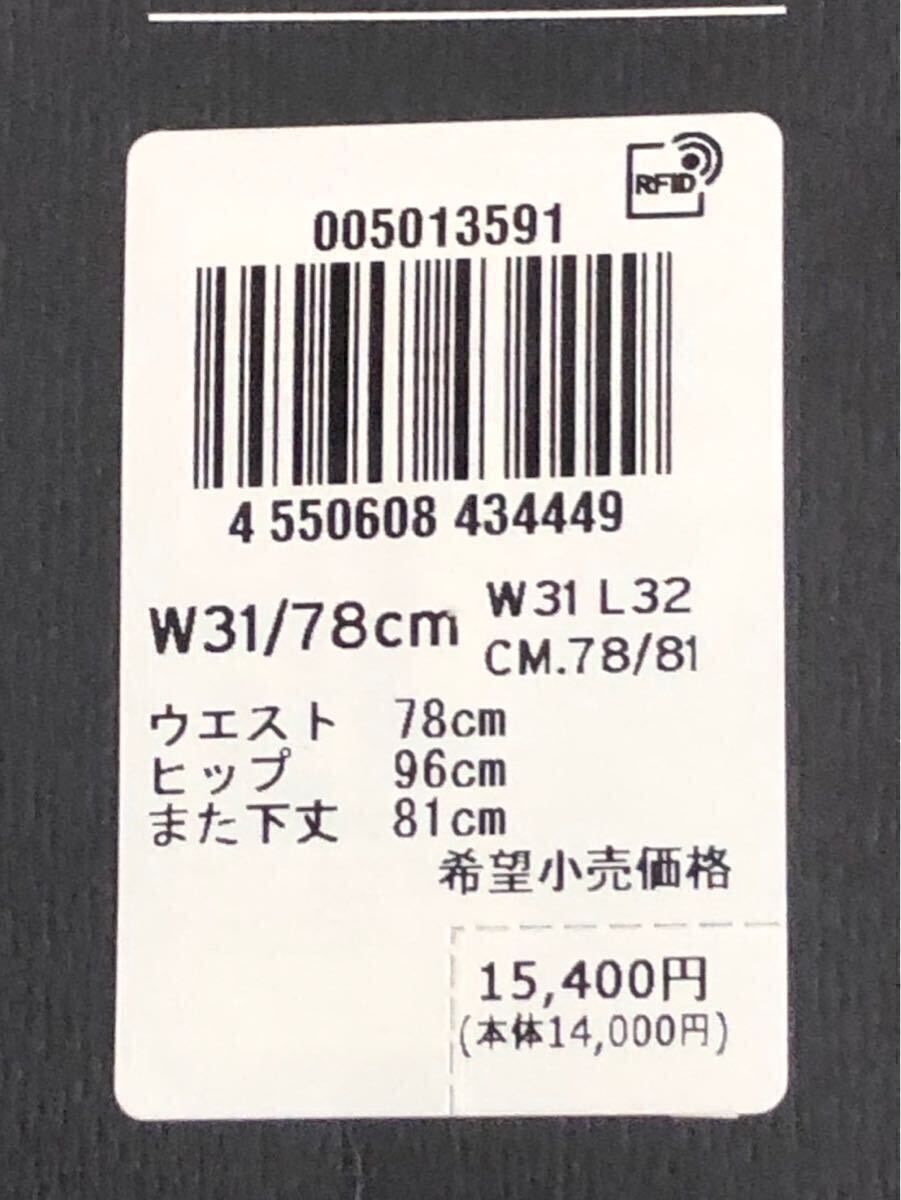 RFID
005013591
4 550608 434449
W31/78cm
W31 L32
CM.78/81
ウエスト 78cm
ヒップ 96cm
また下丈 81cm
希望小売価格
15,400円
(本体14,000円)